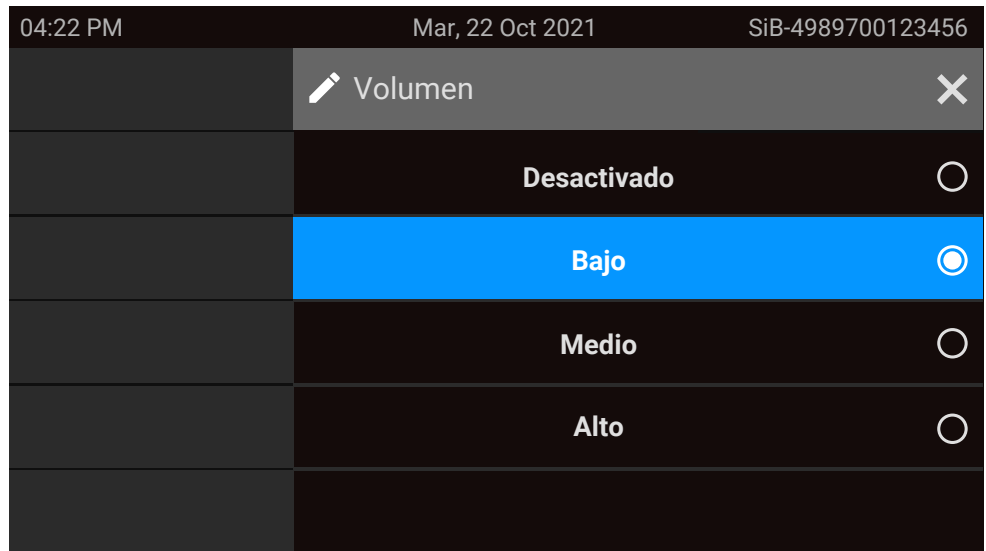 04:22 PM Mar, 22 Oct 2021 SiB-4989700123456
Volumen
Desactivado
Bajo
Medio
Alto